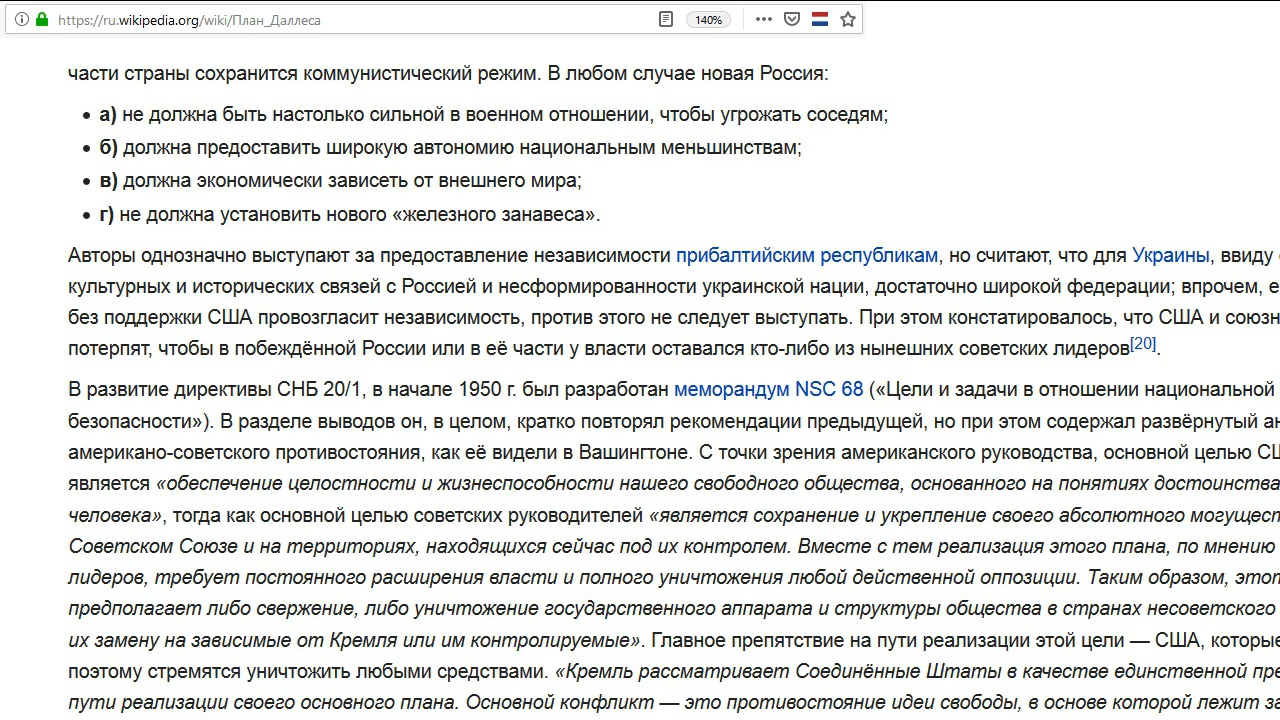 https://ru.wikipedia.org/wiki/План_Даллеса 140%
части страны сохранится коммунистический режим. В любом случае новая Россия:
а) не должна быть настолько сильной в военном отношении, чтобы угрожать соседям;
б) должна предоставить широкую автономию национальным меньшинствам;
в) должна экономически зависеть от внешнего мира;
г) не должна установить нового «железного занавеса».
Авторы однозначно выступают за предоставление независимости прибалтийским республикам, но считают, что для Украины, ввиду
культурных и исторических связей с Россией и несформированности украинской нации, достаточно широкой федерации; впрочем,
без поддержки США провозгласит независимость, против этого не следует выступать. При этом констатировалось, что США и
потерпят, чтобы в побеждённой России или в её части у власти оставался кто-либо из нынешних советских лидеров[20].
В развитие директивы СНБ 20/1, в начале 1950 г. был разработан меморандум NSC 68 («Цели и задачи в отношении национальной
безопасности»). В разделе выводов он, в целом, кратко повторял рекомендации предыдущей, но при этом содержал развёрнутый
американо-советского противостояния, как её видели в Вашингтоне. С точки зрения американского руководства, основной целью
является «обеспечение целостности и жизнеспособности нашего свободного общества, основанного на понятиях достоинства
человека», тогда как основной целью советских руководителей «является сохранение и укрепление своего абсолютного
Советском Союзе и на территориях, находящихся сейчас под их контролем. Вместе с тем реализация этого плана, по мнению
лидеров, требует постоянного расширения власти и полного уничтожения любой действенной оппозиции. Таким образом,
предполагает либо свержение, либо уничтожение государственного аппарата и структуры общества в странах несоветского
их замену на зависимые от Кремля или им контролируемые». Главное препятствие на пути реализации этой цели — США, которые
поэтому стремятся уничтожить любыми средствами. «Кремль рассматривает Соединённые Штаты в качестве единственной
пути реализации своего основного плана. Основной конфликт — это противостояние идеи свободы, в основе которой лежит